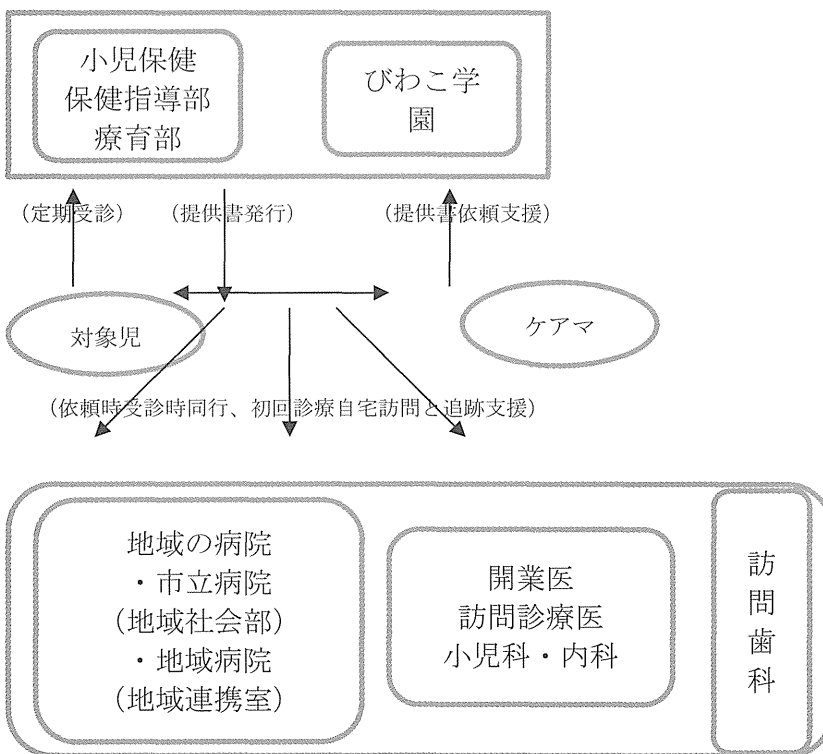 小児保健
保健指導部
療育部
びわこ学
園
（定期受診）
（提供書発行）
（提供書依頼支援）
対象児
ケアマ
（依頼時受診時同行、初回診療自宅訪問と追跡支援）
地域の病院
・市立病院
（地域社会部）
・地域病院
（地域連携室）
開業医
訪問診療医
小児科・内科
訪
問
歯
科